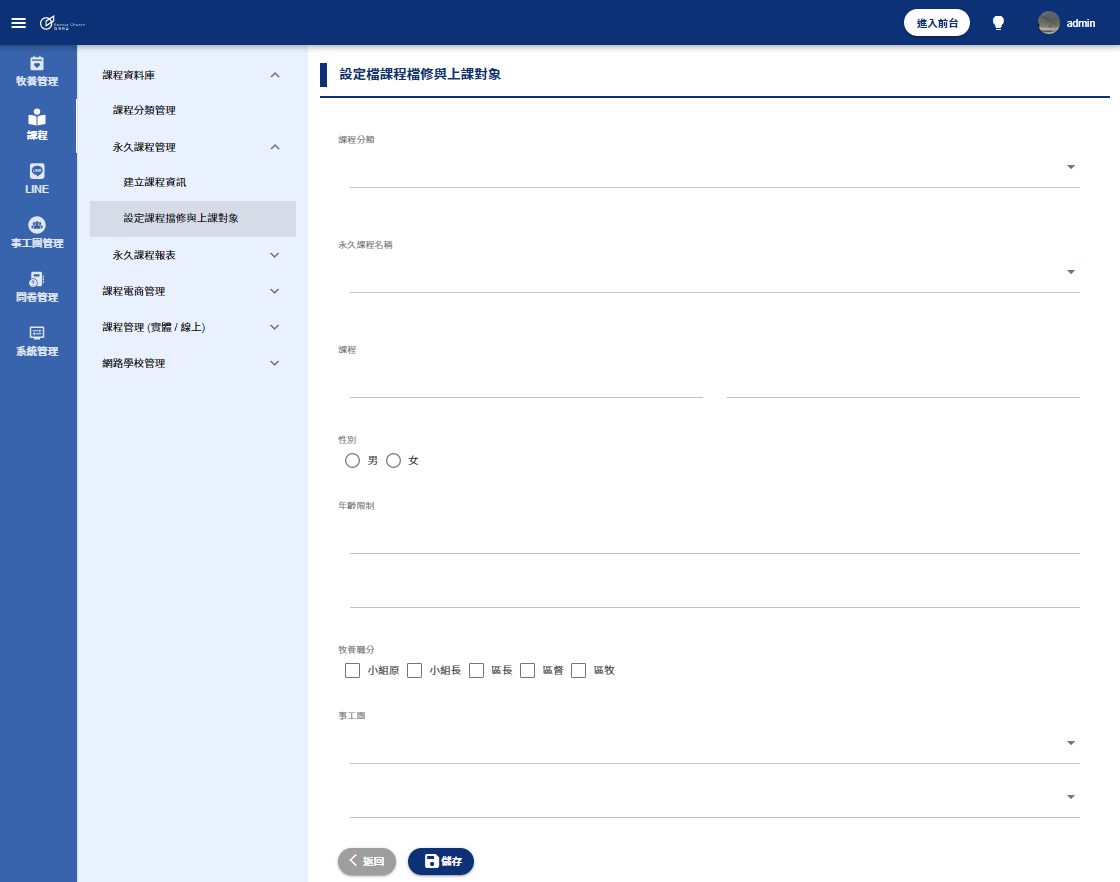 進入前台
admin
牧養管理
課程
LINE
事工團管理
問卷管理
系統管理
課程資料庫
課程分類管理
永久課程管理
建立課程資訊
設定課程擋修與上課對象
永久課程報表
課程電商管理
課程管理 (實體 / 線上)
網路學校管理
設定檔課程檔修與上課對象
課程分類
永久課程名稱
課程
性別
男 女
年齡限制
牧養職分
小組原 小組長 區長 區督 區牧
事工團
返回
儲存